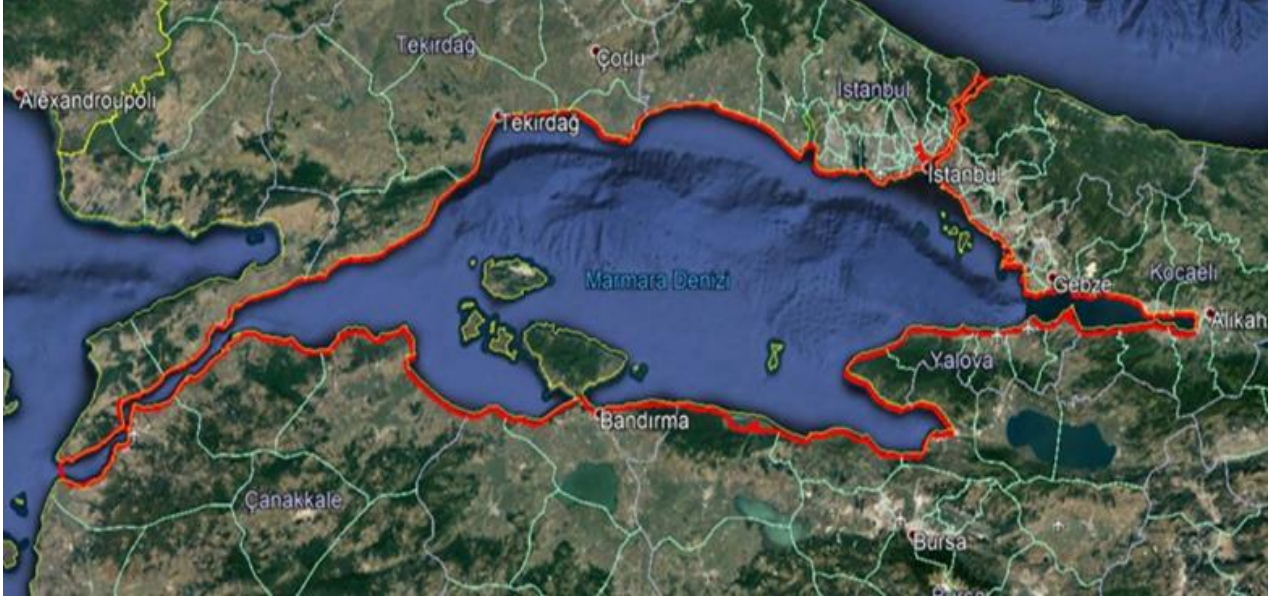 Tekirdağ
Çorlu
İstanbul
Alexandroupoli
Tekirdağ
İstanbul
Marmara Denizi
Kocaeli
Gebze
Alikah
Yalova
Bandırma
Çanakkale
Bursa